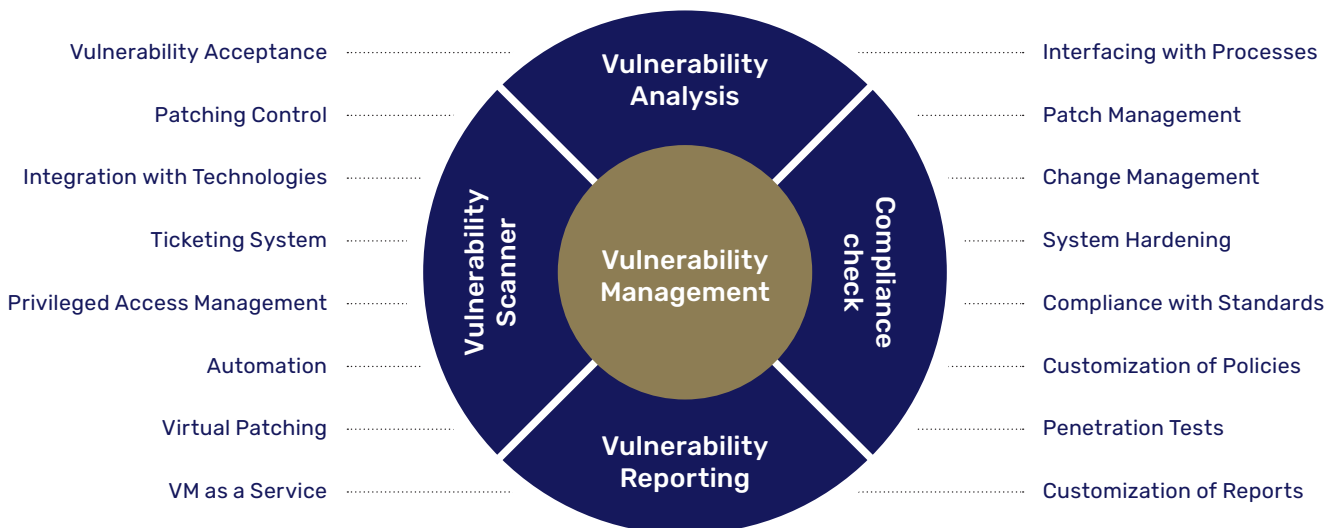 Vulnerability Acceptance
Patching Control
Integration with Technologies
Ticketing System
Privileged Access Management
Automation
Virtual Patching
VM as a Service
Vulnerability
Analysis
Vulnerability
Scanner
Vulnerability
Management
Compliance
check
Vulnerability
Reporting
Interfacing with Processes
Patch Management
Change Management
System Hardening
Compliance with Standards
Customization of Policies
Penetration Tests
Customization of Reports